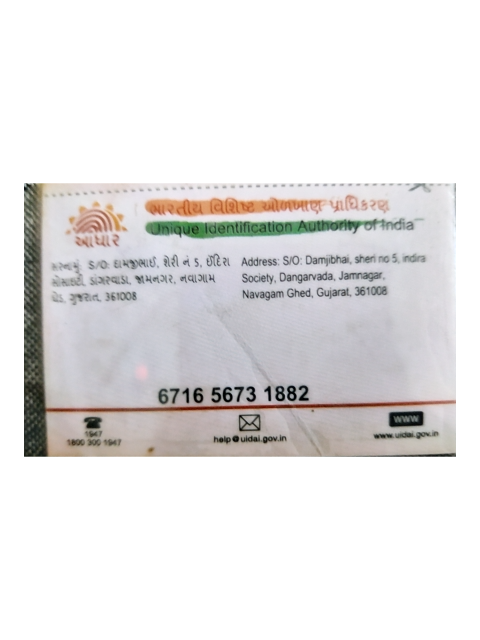 ભારતીય વિશિષ્ટ ઓળખાણ પ્રાધિકરણ
Unique Identification Authority of India
આધાર
સરનામું: S/O: દામજીભાઈ, શેરી નં ૫, ઈંદિરા
સોસાઇટી, ડાંગરવાડા, જામનગર, નવાગામ
ઘેડ, ગુજરાત, 361008
Address: S/O: Damjibhai, sheri no 5, indira
Society, Dangarvada, Jamnagar,
Navagam Ghed, Gujarat, 361008
6716 5673 1882
1947
1800 300 1947
help@uidai.gov.in
www
www.uidai.gov.in